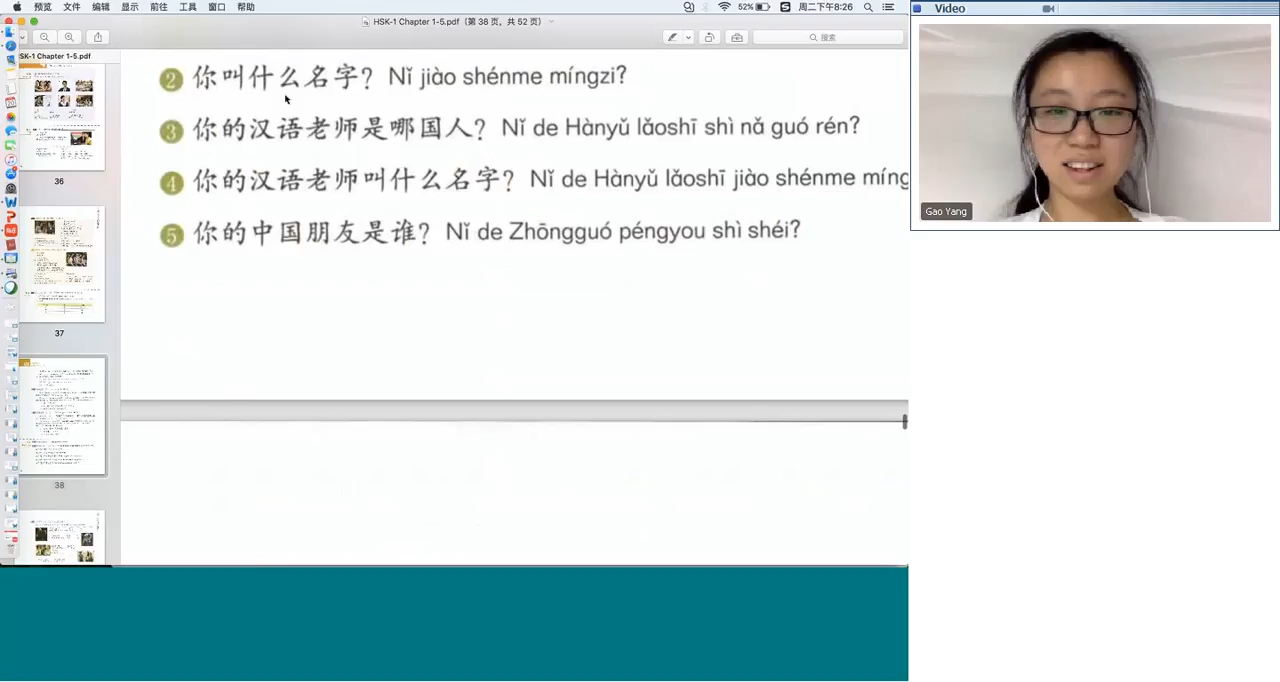 预览 文件 编辑 显示 前往 工具 窗口 帮助 52% 周二下午8:26
Video
HSK-1 Chapter 1-5.pdf（第 38 页，共 52 页）
搜索
HSK-1 Chapter 1-5.pdf
36
37
38
2 你叫什么名字？ Nǐ jiào shénme míngzi?
3 你的汉语老师是哪国人？ Nǐ de Hànyǔ lǎoshī shì nǎ guó rén?
4 你的汉语老师叫什么名字？ Nǐ de Hànyǔ lǎoshī jiào shénme míng
5 你的中国朋友是谁？ Nǐ de Zhōngguó péngyou shì shéi?
Gao Yang